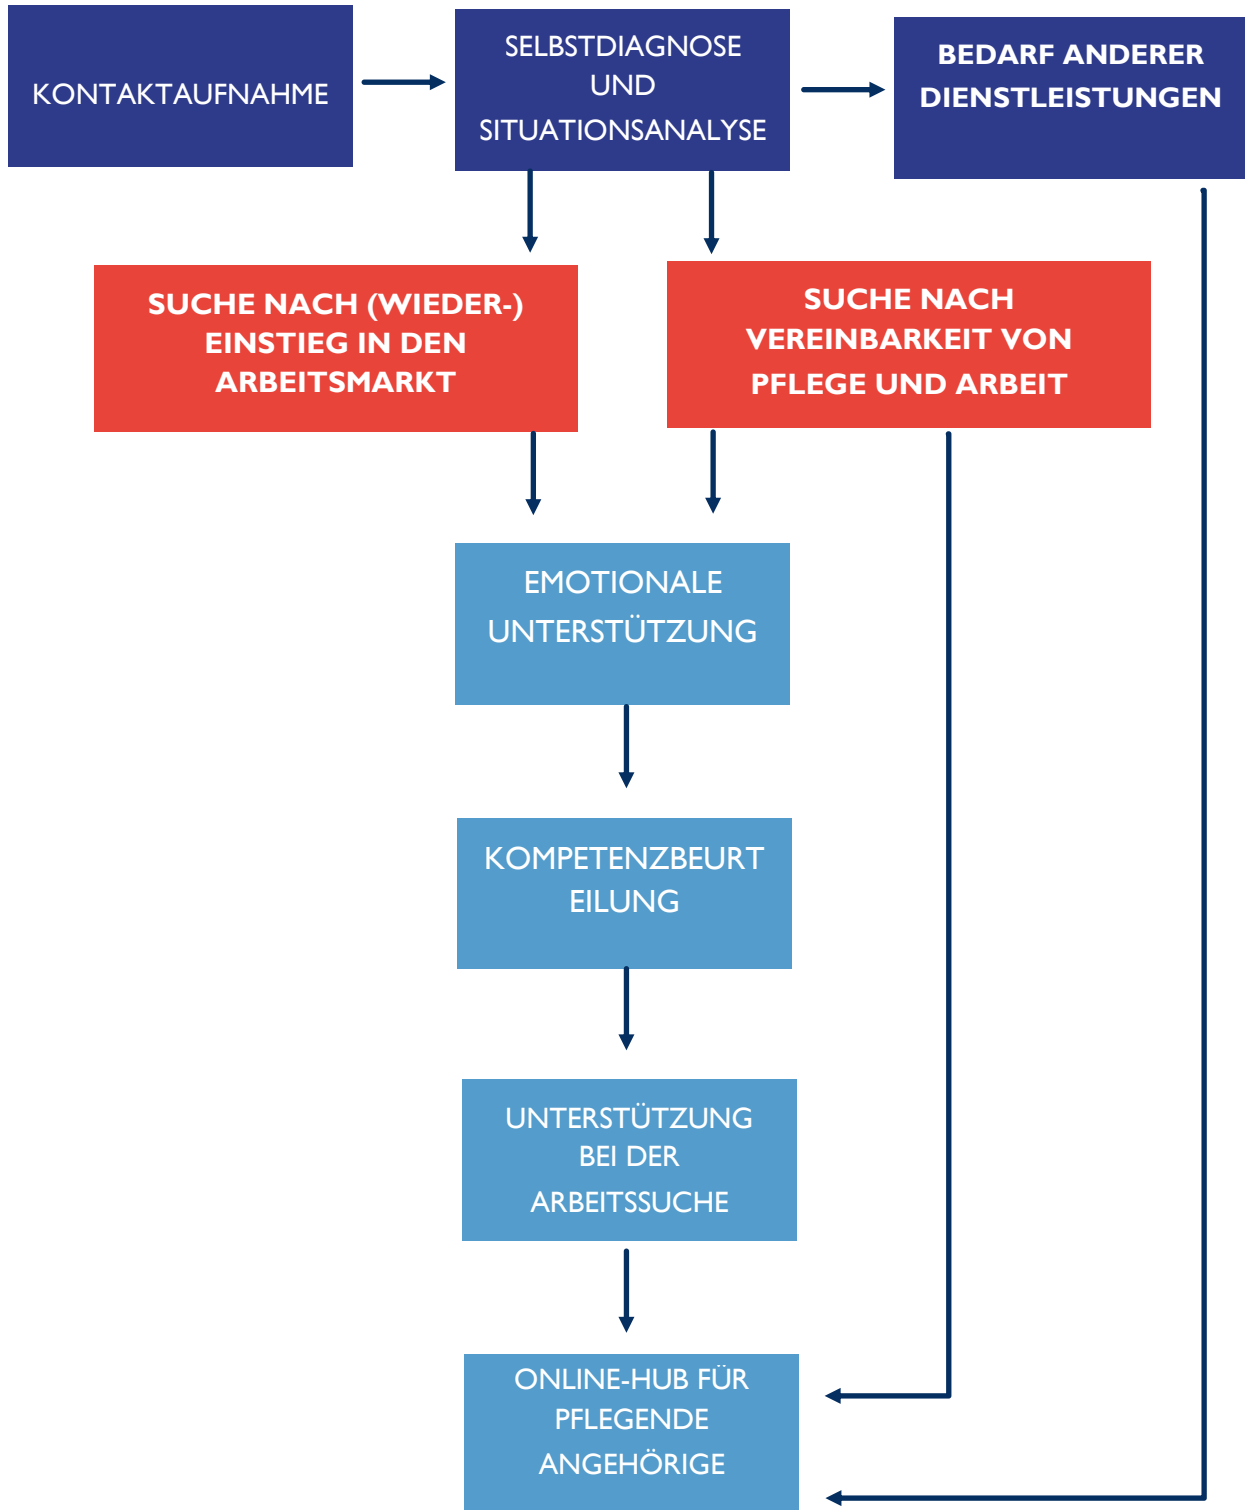 KONTAKTAUFNAHME
SELBSTDIAGNOSE
UND
SITUATIONSANALYSE
BEDARF ANDERER
DIENSTLEISTUNGEN
SUCHE NACH (WIEDER-)
EINSTIEG IN DEN
ARBEITSMARKT
SUCHE NACH
VEREINBARKEIT VON
PFLEGE UND ARBEIT
EMOTIONALE
UNTERSTÜTZUNG
KOMPETENZBEURT
EILUNG
UNTERSTÜTZUNG
BEI DER
ARBEITSSUCHE
ONLINE-HUB FÜR
PFLEGENDE
ANGEHÖRIGE